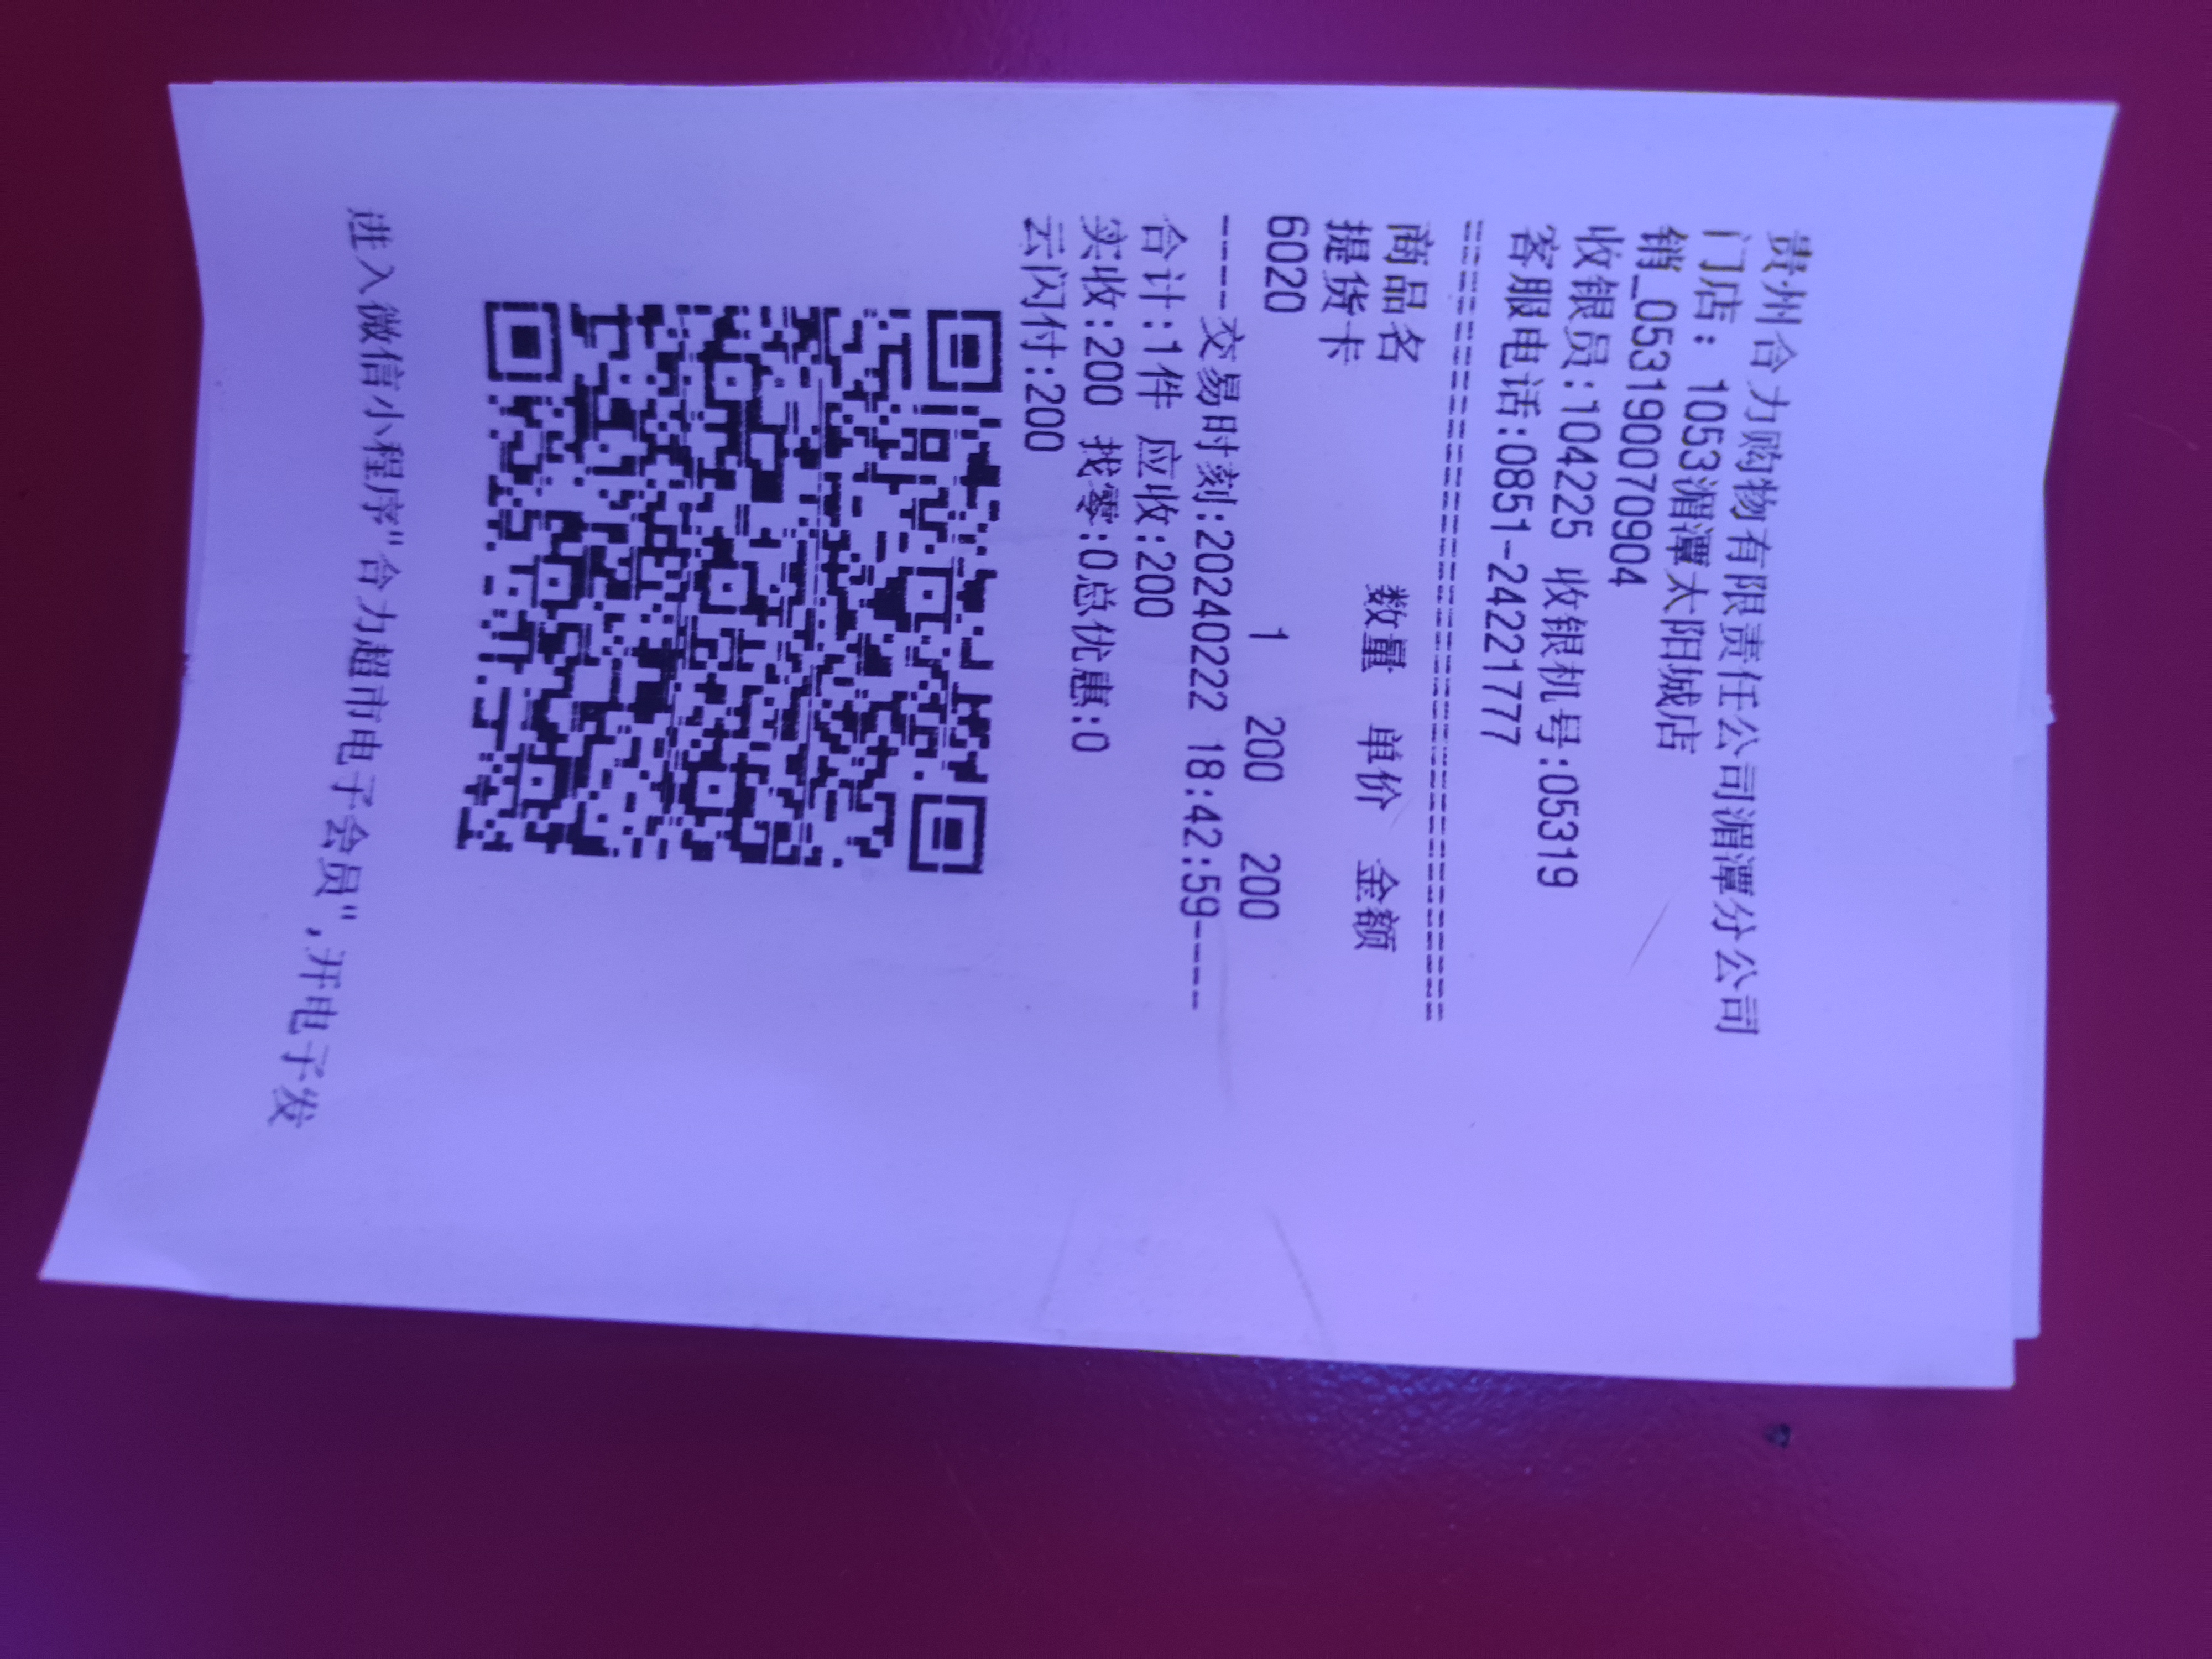 贵州合力购物有限责任公司湄潭分公司
门店：1053湄潭太阳城店
销_0531900070904
收银员:104225 收银机号:05319
客服电话:0851-24221777
商品名 数量 单价 金额
提货卡
6020 1 200 200
----交易时刻:20240222 18:42:59----
合计:1件 应收:200
实收:200 找零:0总优惠:0
云闪付:200
进入微信小程序"合力超市电子会员",开电子发